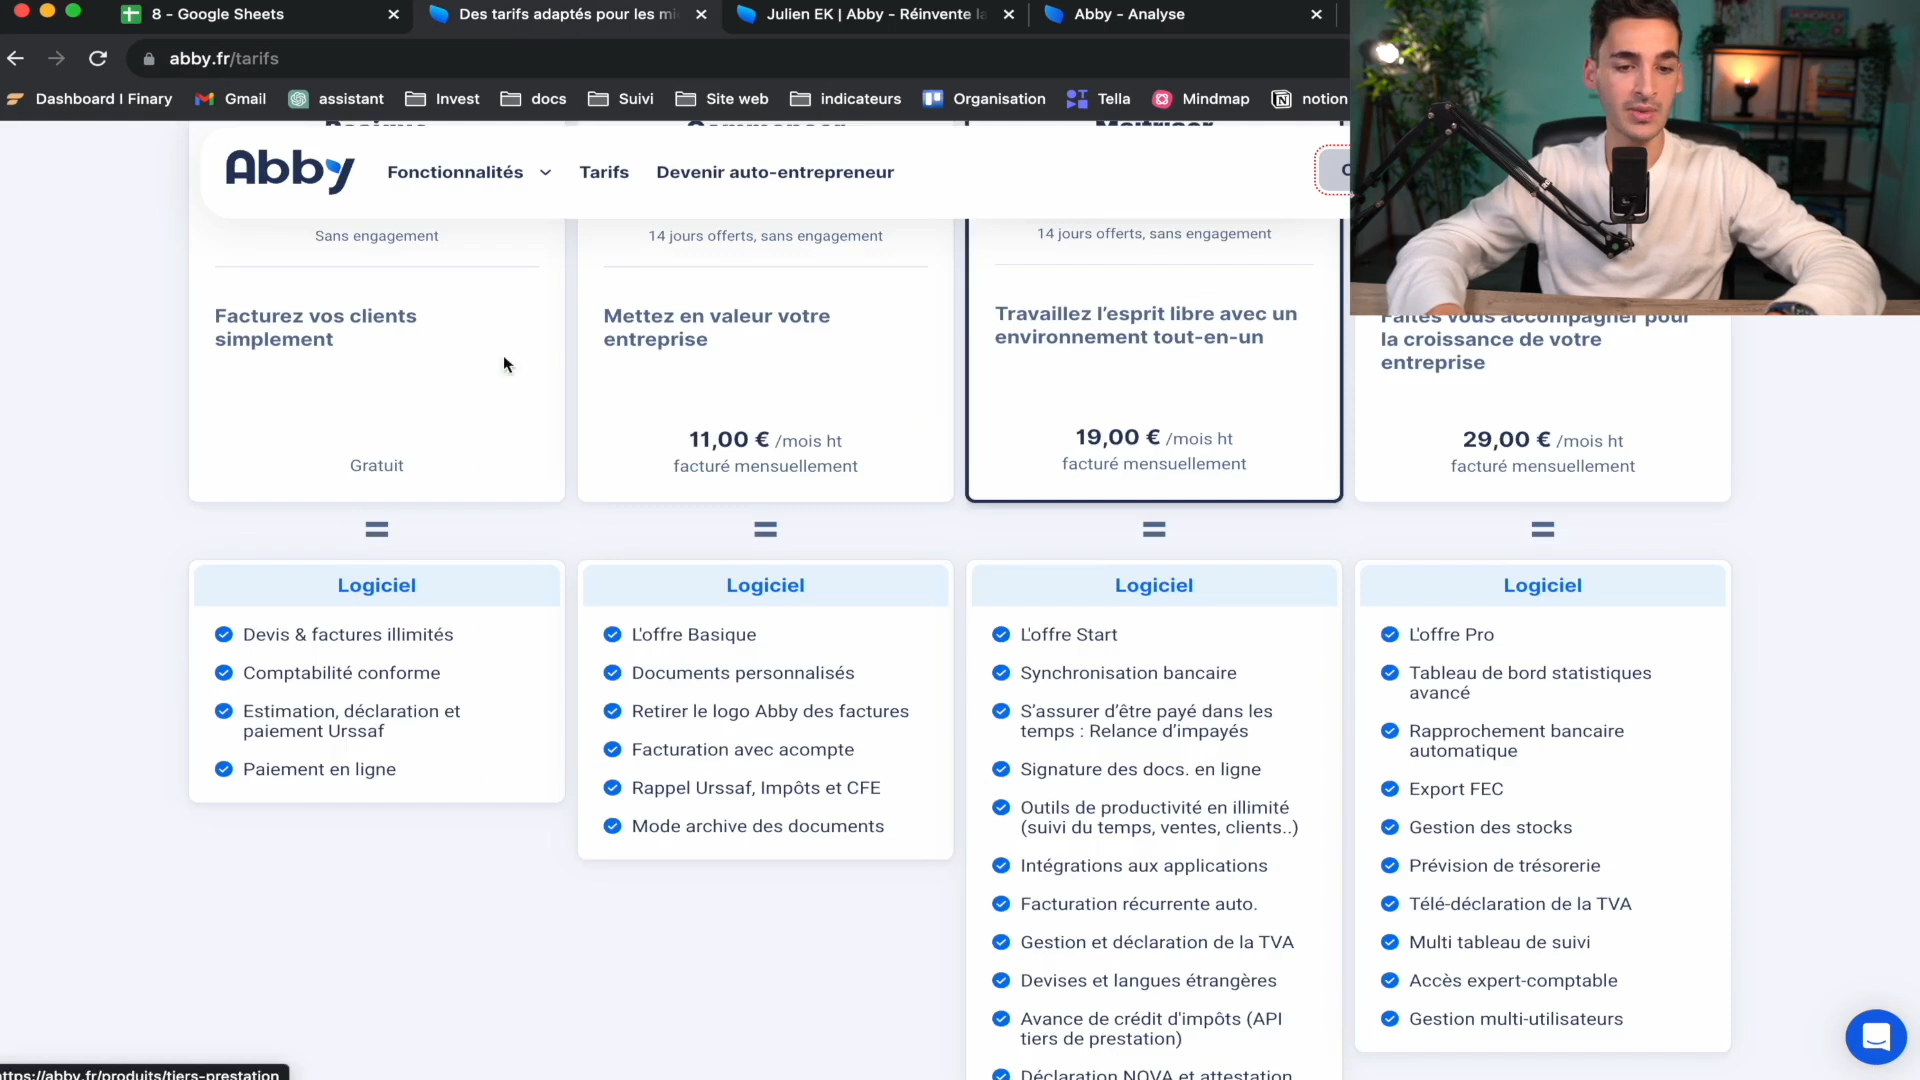 8 - Google Sheets
Des tarifs adaptés pour les mi
Julien EK | Abby - Réinvente la
Abby - Analyse
abby.fr/tarifs
Dashboard I Finary
Gmail
assistant
Invest
docs
Suivi
Site web
indicateurs
Organisation
Tella
Mindmap
notion
Abby
Fonctionnalités
Tarifs
Devenir auto-entrepreneur
Sans engagement
Facturez vos clients
simplement
Gratuit
14 jours offerts, sans engagement
Mettez en valeur votre
entreprise
11,00 € /mois ht
facturé mensuellement
14 jours offerts, sans engagement
Travaillez l'esprit libre avec un
environnement tout-en-un
19,00 € /mois ht
facturé mensuellement
Faites vous accompagner pour
la croissance de votre
entreprise
29,00 € /mois ht
facturé mensuellement
=
=
=
=
Logiciel
Devis & factures illimités
Comptabilité conforme
Estimation, déclaration et
paiement Urssaf
Paiement en ligne
Logiciel
L'offre Basique
Documents personnalisés
Retirer le logo Abby des factures
Facturation avec acompte
Rappel Urssaf, Impôts et CFE
Mode archive des documents
Logiciel
L'offre Start
Synchronisation bancaire
S'assurer d'être payé dans les
temps : Relance d'impayés
Signature des docs. en ligne
Outils de productivité en illimité
(suivi du temps, ventes, clients..)
Intégrations aux applications
Facturation récurrente auto.
Gestion et déclaration de la TVA
Devises et langues étrangères
Avance de crédit d'impôts (API
tiers de prestation)
Déclaration NOVA et attestation
Logiciel
L'offre Pro
Tableau de bord statistiques
avancé
Rapprochement bancaire
automatique
Export FEC
Gestion des stocks
Prévision de trésorerie
Télé-déclaration de la TVA
Multi tableau de suivi
Accès expert-comptable
Gestion multi-utilisateurs
ttps://abby.fr/produits/tiers-prestation